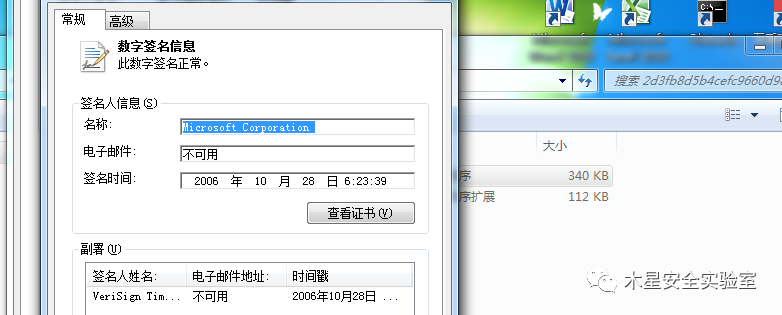 常规
高级
数字签名信息
此数字签名正常。
签名人信息(S)
名称:
Microsoft Corporation
电子邮件:
不可用
签名时间:
2006 年 10 月 28 日 6:23:39
查看证书(V)
副署(U)
签名人姓名: 电子邮件地址: 时间戳
VeriSign Tim... 不可用 2006年10月28日 ...
搜索 2d3fb8d5b4cefc9660d9
大小
序 340 KB
序扩展 112 KB
木星安全实验室